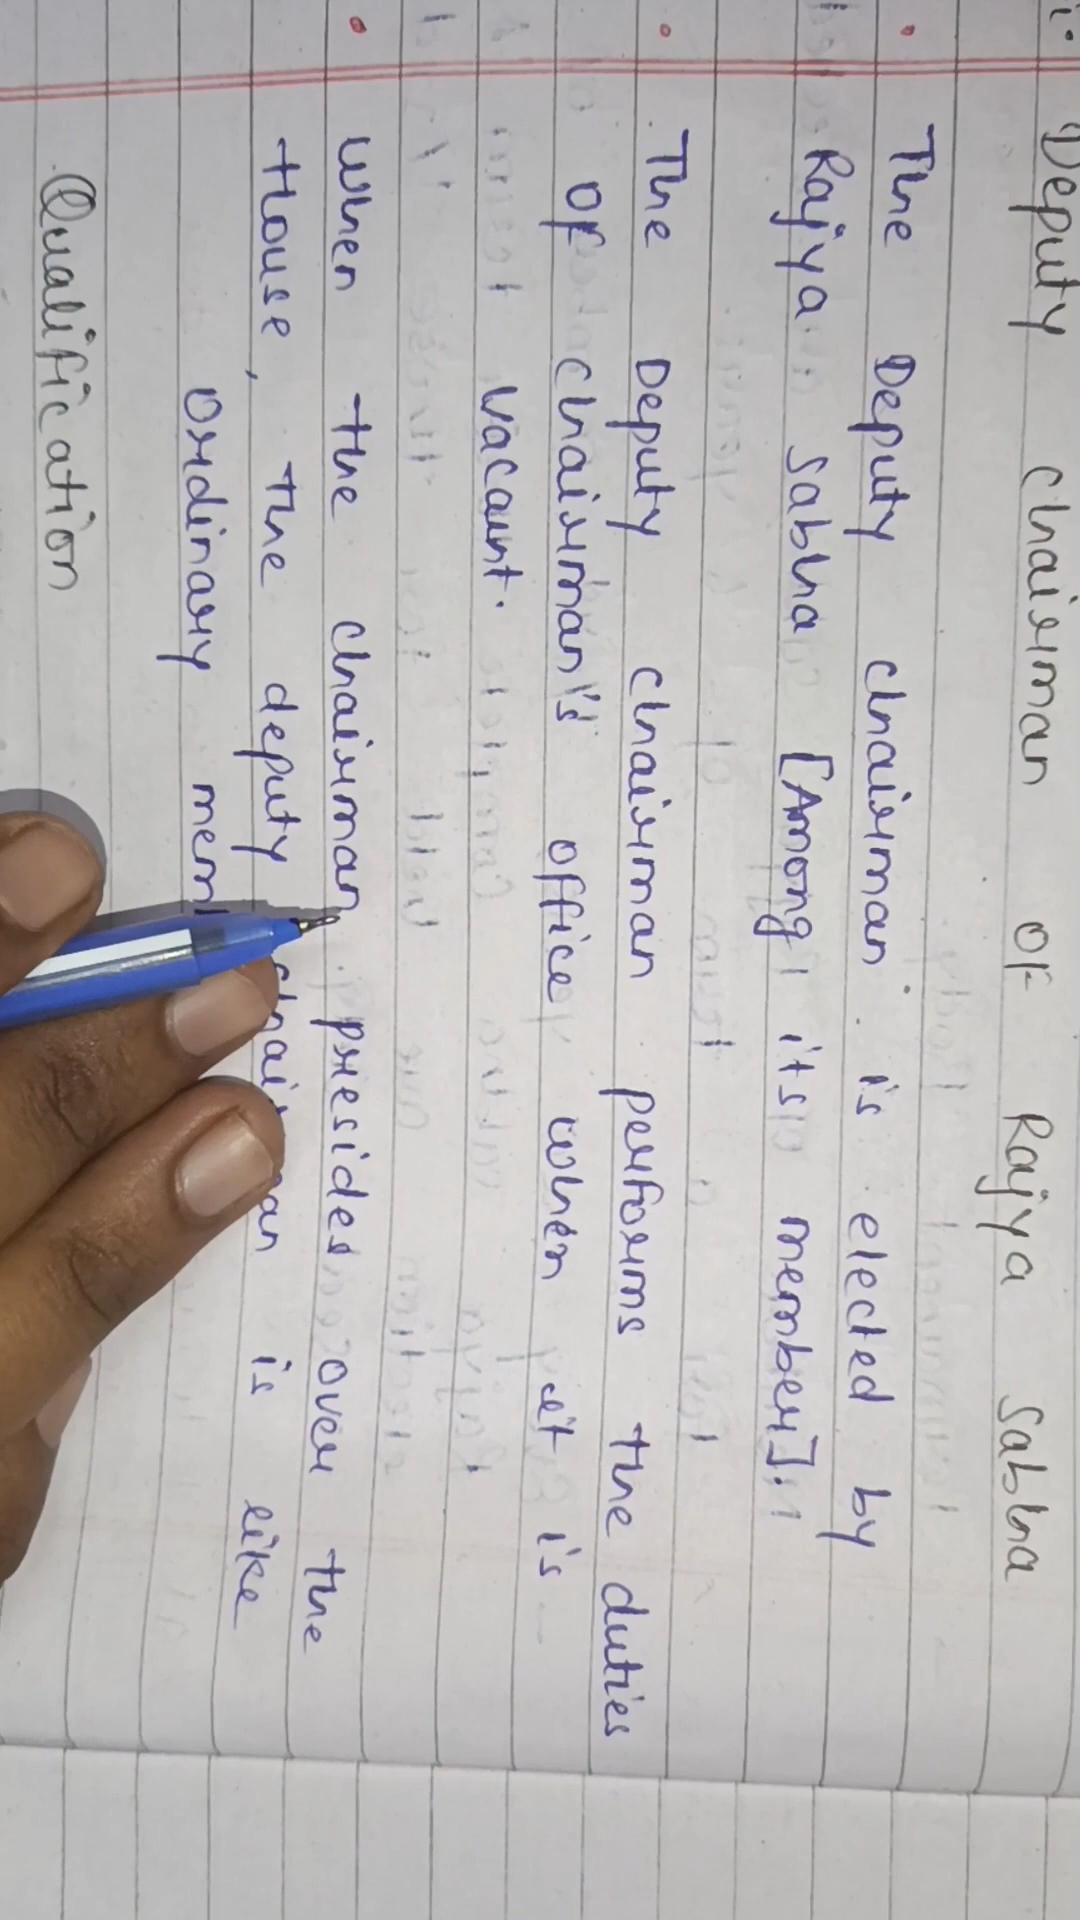 Deputy Chairman of Rajya Sabha
The Deputy Chairman is elected by
Rajya Sabha [Among its member].
The Deputy Chairman performs the duties
of Chairman's office when it is
vacant.
When the Chairman presides over the
House, the deputy chairman is like
ordinary
Qualification